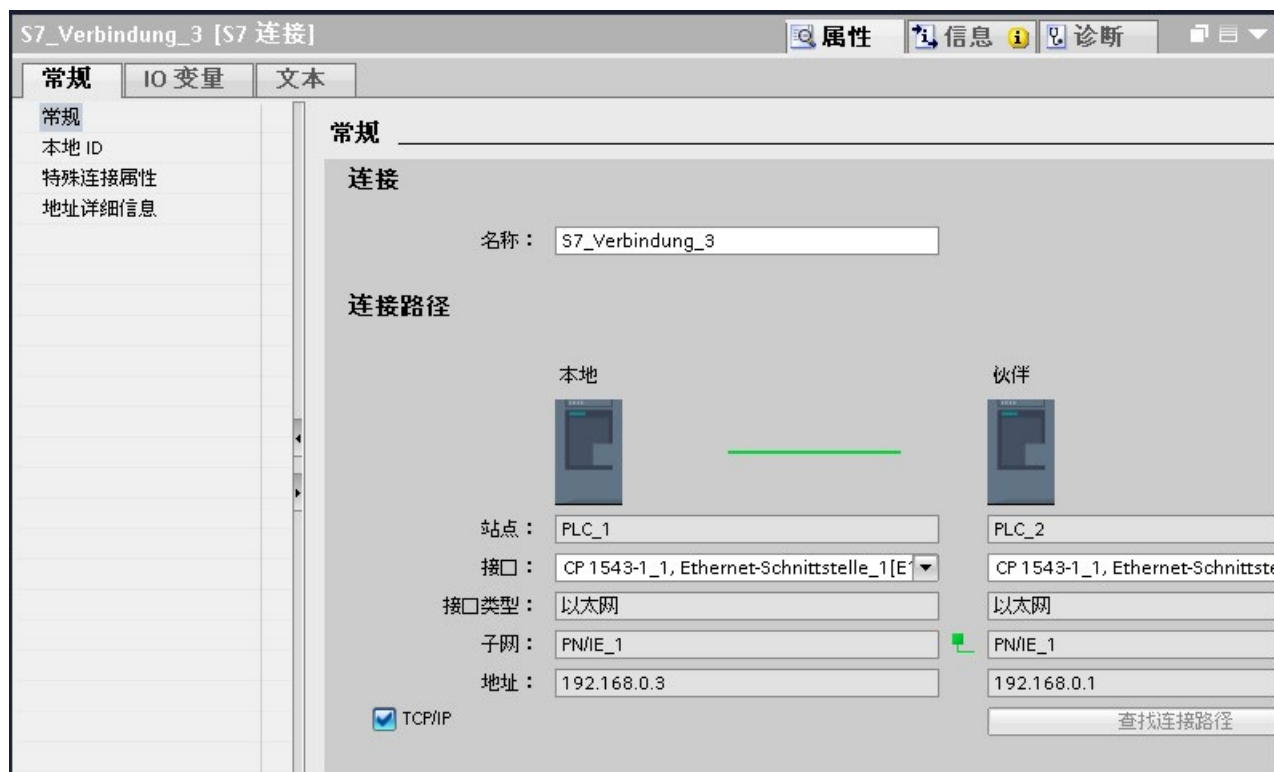 S7_Verbindung_3 [S7 连接]
属性
信息
诊断
常规
IO 变量
文本
常规
本地 ID
特殊连接属性
地址详细信息
常规
连接
名称：
S7_Verbindung_3
连接路径
本地
伙伴
站点：
PLC_1
PLC_2
接口：
CP 1543-1_1, Ethernet-Schnittstelle_1[E1
CP 1543-1_1, Ethernet-Schnittste
接口类型：
以太网
以太网
子网：
PN/IE_1
PN/IE_1
地址：
192.168.0.3
192.168.0.1
TCP/IP
查找连接路径